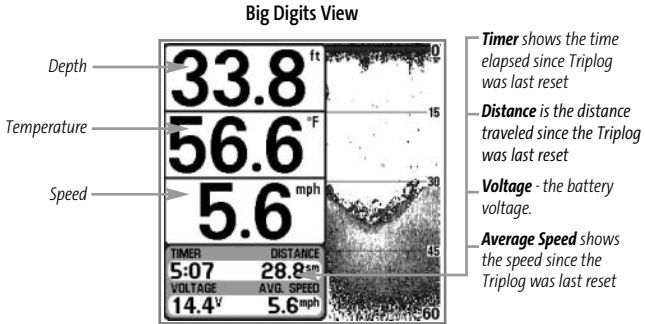 Big Digits View
Depth
Temperature
Speed
33.8 ft
56.6 °F
5.6 mph
TIMER DISTANCE
5:07 28.8 sm
VOLTAGE AVG. SPEED
14.4 V 5.6 mph
0
15
30
45
60
Timer shows the time
elapsed since Triplog
was last reset
Distance is the distance
traveled since the Triplog
was last reset
Voltage - the battery
voltage.
Average Speed shows
the speed since the
Triplog was last reset